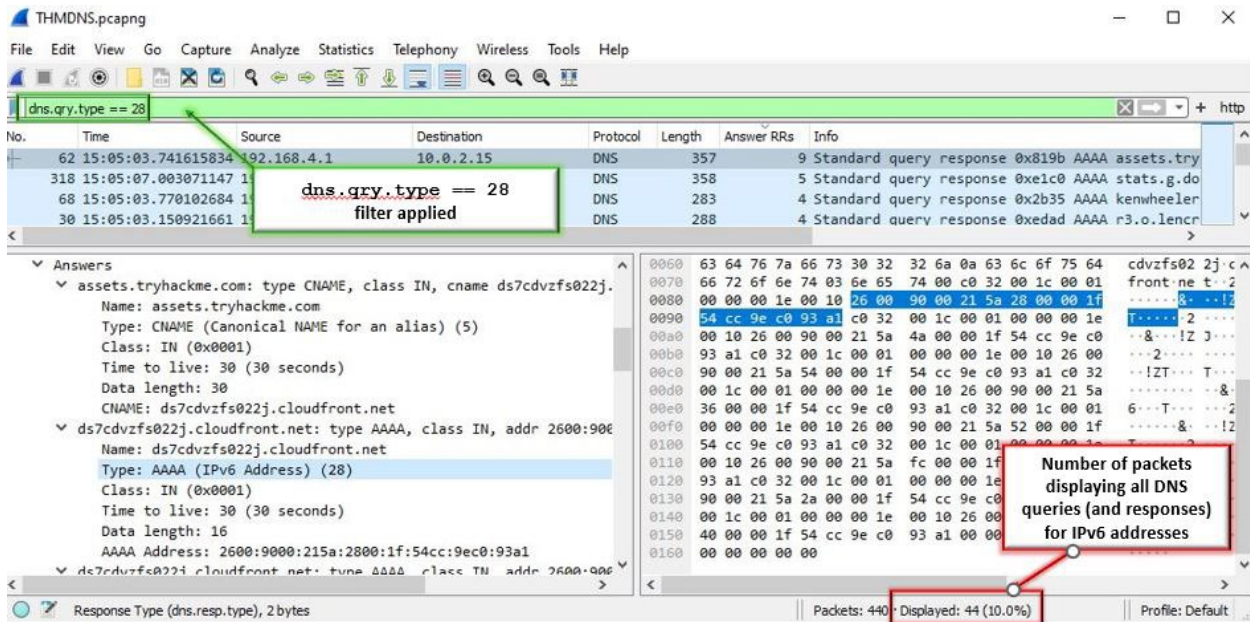 THMDNS.pcapng
File Edit View Go Capture Analyze Statistics Telephony Wireless Tools Help
dns.qry.type == 28
+ http
No. Time Source Destination Protocol Length Answer RRs Info
62 15:05:03.741615834 192.168.4.1 10.0.2.15 DNS 357 9 Standard query response 0x819b AAAA assets.try
318 15:05:07.003071147 19 DNS 358 5 Standard query response 0xe1c0 AAAA stats.g.do
68 15:05:03.770102684 19 DNS 283 4 Standard query response 0x2b35 AAAA kenwheeler
30 15:05:03.150921661 19 DNS 288 4 Standard query response 0xedad AAAA r3.o.lencr
dns.qry.type == 28
filter applied
Answers
assets.tryhackme.com: type CNAME, class IN, cname ds7cdvzfs022j.
Name: assets.tryhackme.com
Type: CNAME (Canonical NAME for an alias) (5)
Class: IN (0x0001)
Time to live: 30 (30 seconds)
Data length: 30
CNAME: ds7cdvzfs022j.cloudfront.net
ds7cdvzfs022j.cloudfront.net: type AAAA, class IN, addr 2600:900
Name: ds7cdvzfs022j.cloudfront.net
Type: AAAA (IPv6 Address) (28)
Class: IN (0x0001)
Time to live: 30 (30 seconds)
Data length: 16
AAAA Address: 2600:9000:215a:2800:1f:54cc:9ec0:93a1
ds7cdvzfs022j.cloudfront.net: type AAAA, class IN, addr 2600:900
0060 63 64 76 7a 66 73 30 32 32 6a 0a 63 6c 6f 75 64 cdvzfs02 2j·c
0070 66 72 6f 6e 74 03 6e 65 74 00 c0 32 00 1c 00 01 front·ne t··2
0080 00 00 00 1e 00 10 26 00 90 00 21 5a 28 00 00 1f ······&· ··!Z
0090 54 cc 9e c0 93 a1 c0 32 00 1c 00 01 00 00 00 1e T······2 ····
00a0 00 10 26 00 90 00 21 5a 4a 00 00 1f 54 cc 9e c0 ··&···!Z J···
00b0 93 a1 c0 32 00 1c 00 01 00 00 00 1e 00 10 26 00 ···2···· ····
00c0 90 00 21 5a 54 00 00 1f 54 cc 9e c0 93 a1 c0 32 ··!ZT··· T···
00d0 00 1c 00 01 00 00 00 1e 00 10 26 00 90 00 21 5a ········ ··&·
00e0 36 00 00 1f 54 cc 9e c0 93 a1 c0 32 00 1c 00 01 6···T··· ···2
00f0 00 00 00 1e 00 10 26 00 90 00 21 5a 52 00 00 1f ······&· ··!Z
0100 54 cc 9e c0 93 a1 c0 32 00 1c 00 01 00 00 00 1e
0110 00 10 26 00 90 00 21 5a fc 00 00 1f
0120 93 a1 c0 32 00 1c 00 01 00 00 00 1e
0130 90 00 21 5a 2a 00 00 1f 54 cc 9e c0
0140 00 1c 00 01 00 00 00 1e 00 10 26 00
0150 40 00 00 1f 54 cc 9e c0 93 a1 00 00
0160 00 00 00 00 00
Number of packets
displaying all DNS
queries (and responses)
for IPv6 addresses
Response Type (dns.resp.type), 2 bytes Packets: 440 · Displayed: 44 (10.0%) Profile: Default